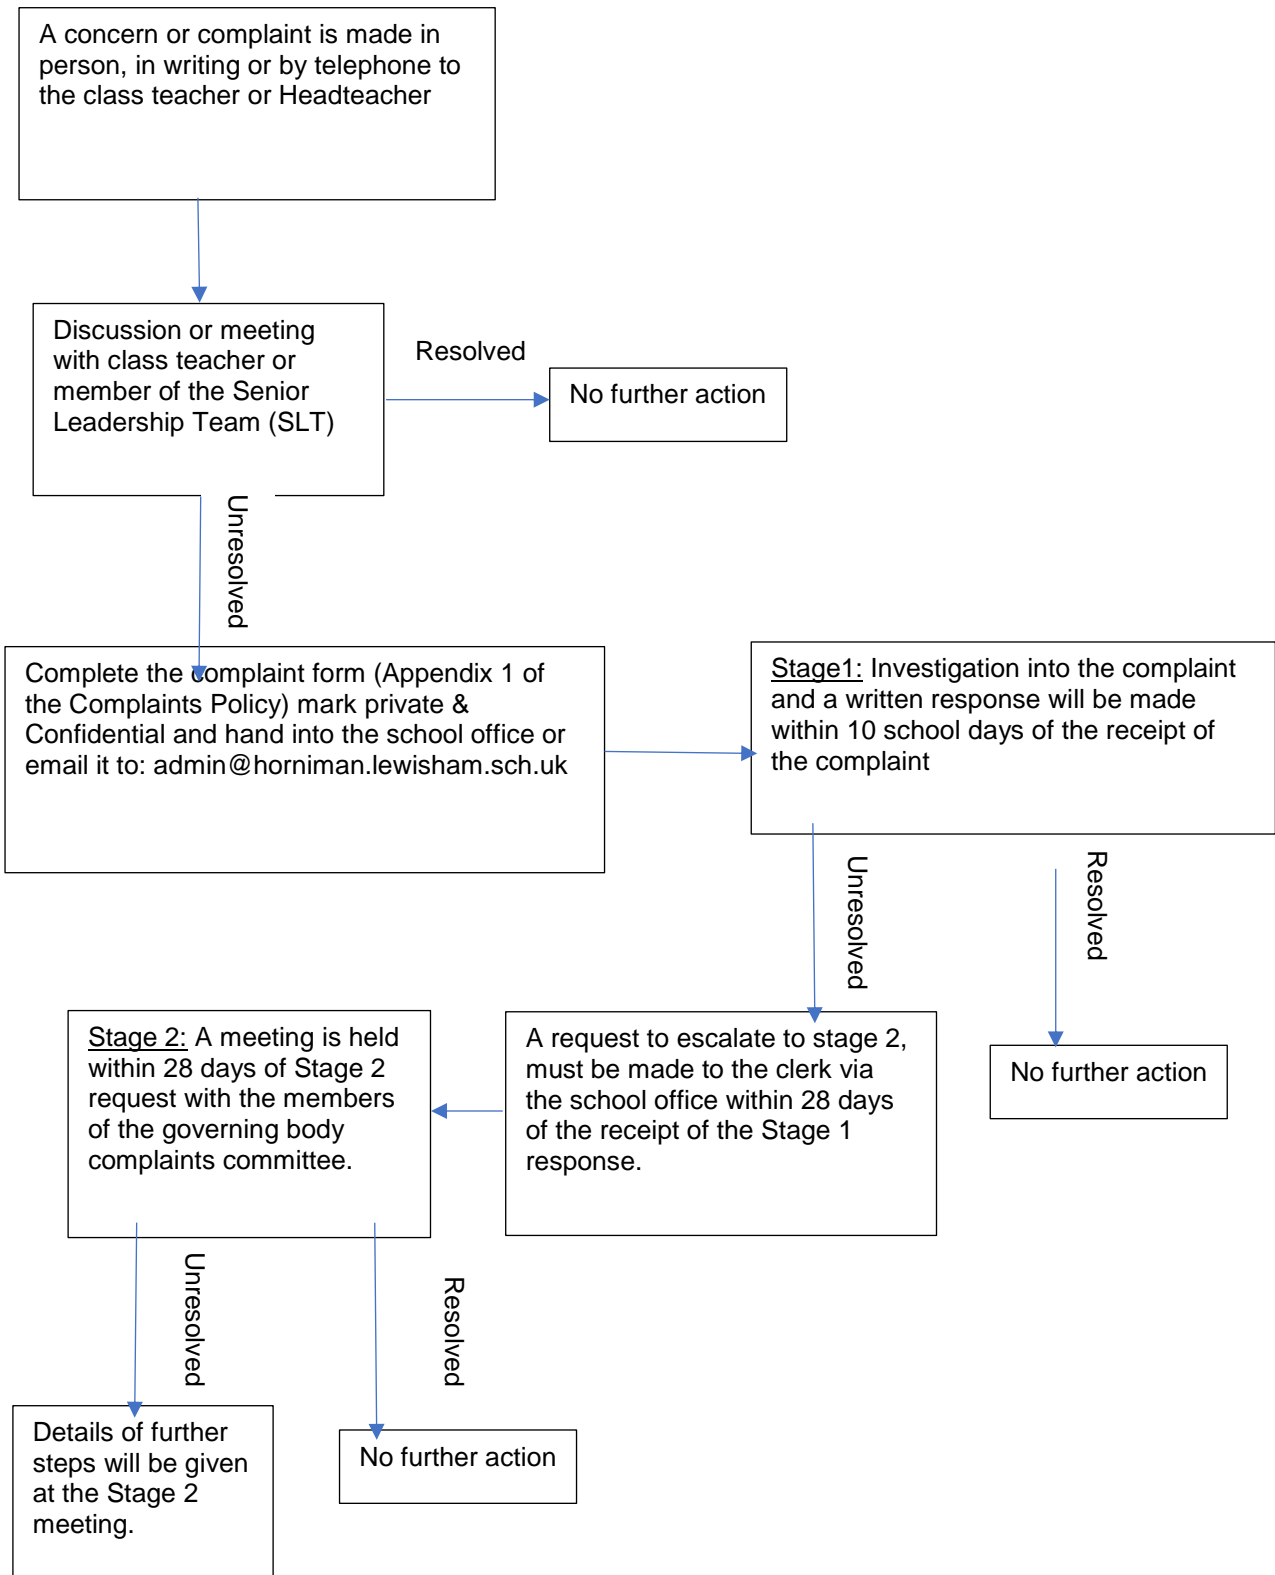 A concern or complaint is made in
person, in writing or by telephone to
the class teacher or Headteacher
Discussion or meeting
with class teacher or
member of the Senior
Leadership Team (SLT)
Resolved
No further action
Unresolved
Complete the complaint form (Appendix 1 of
the Complaints Policy) mark private &
Confidential and hand into the school office or
email it to: admin@horniman.lewisham.sch.uk
Stage1: Investigation into the complaint
and a written response will be made
within 10 school days of the receipt of
the complaint
Unresolved
Resolved
No further action
A request to escalate to stage 2,
must be made to the clerk via
the school office within 28 days
of the receipt of the Stage 1
response.
Stage 2: A meeting is held
within 28 days of Stage 2
request with the members
of the governing body
complaints committee.
Unresolved
Resolved
Details of further
steps will be given
at the Stage 2
meeting.
No further action